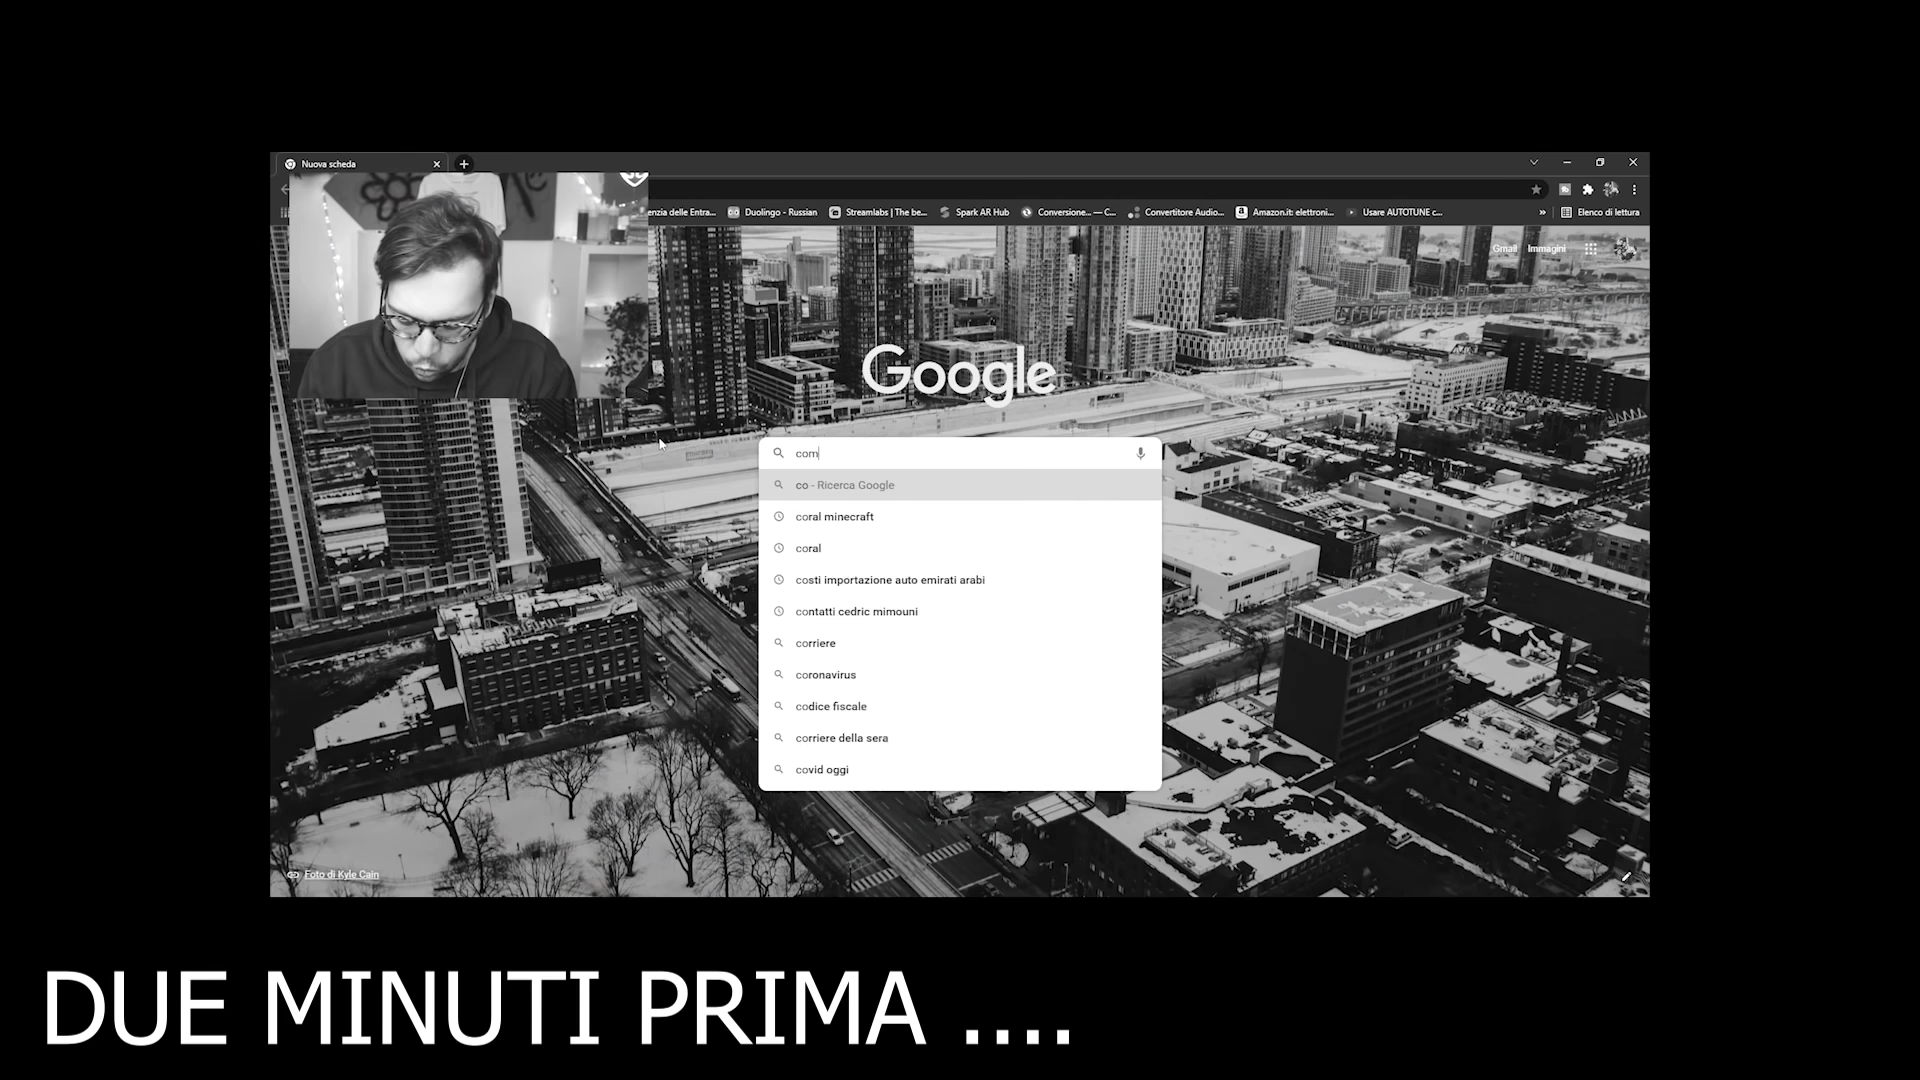 Nuova scheda
enzia delle Entra... Duolingo - Russian Streamlabs | The be... Spark AR Hub Conversione... — C... Convertitore Audio... Amazon.it: elettroni... Usare AUTOTUNE c... » Elenco di lettura
Gmail Immagini
Google
com
co - Ricerca Google
coral minecraft
coral
costi importazione auto emirati arabi
contatti cedric mimouni
corriere
coronavirus
codice fiscale
corriere della sera
covid oggi
Foto di Kyle Cain
DUE MINUTI PRIMA ....